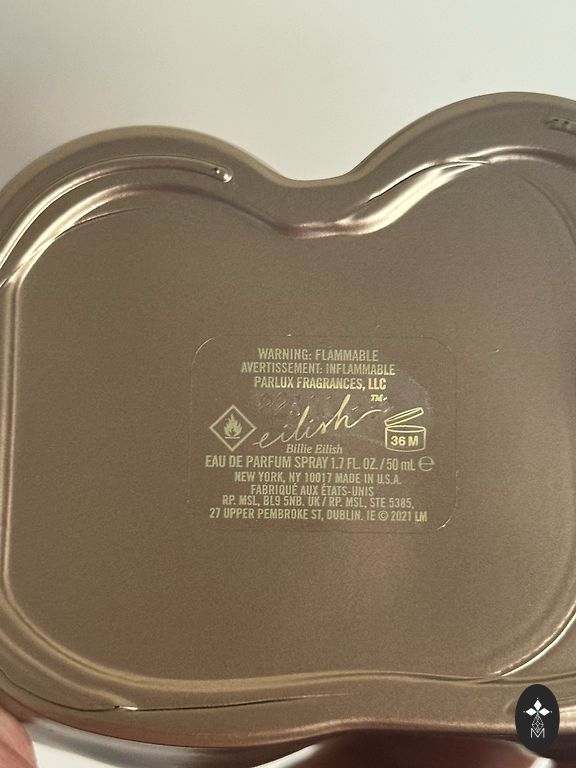 WARNING: FLAMMABLE
AVERTISSEMENT: INFLAMMABLE
PARLUX FRAGRANCES, LLC
eilish™
36 M
Billie Eilish
EAU DE PARFUM SPRAY 1.7 FL. OZ. / 50 mL ℮
NEW YORK, NY 10017 MADE IN U.S.A.
FABRIQUÉ AUX ÉTATS-UNIS
RP. MSL, BL9 5NB. UK / RP. MSL, STE 5385,
27 UPPER PEMBROKE ST, DUBLIN. IE © 2021 LM
M